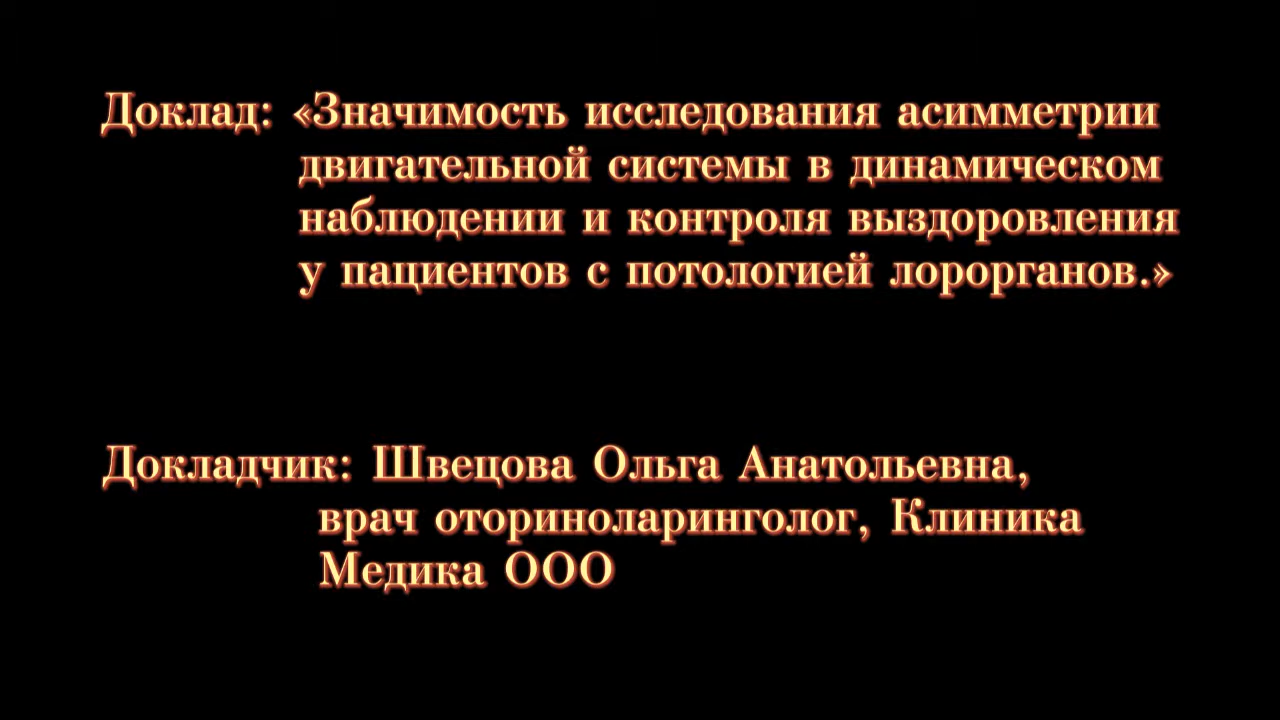 Доклад: «Значимость исследования асимметрии
двигательной системы в динамическом
наблюдении и контроля выздоровления
у пациентов с потологией лорорганов.»
Докладчик: Швецова Ольга Анатольевна,
врач оториноларинголог, Клиника
Медика ООО